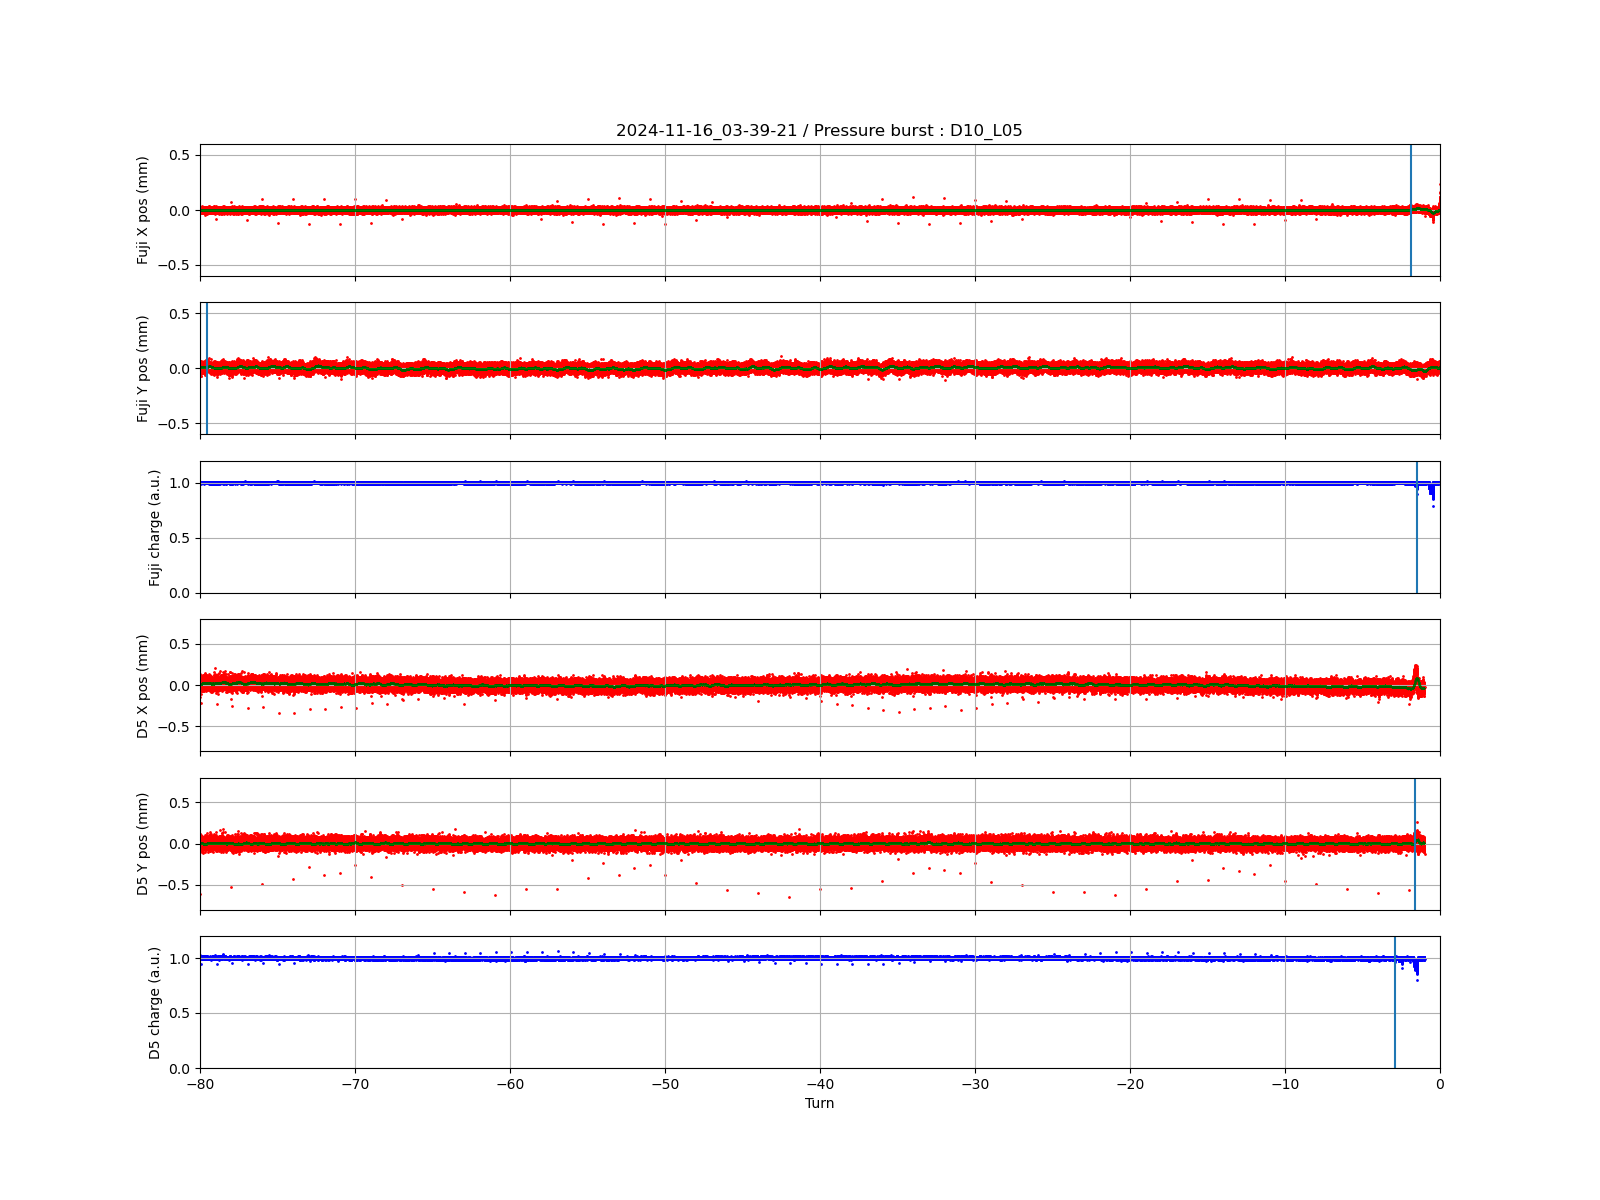 2024-11-16_03-39-21 / Pressure burst : D10_L05
Fuji X pos (mm)
0.5
0.0
−0.5
Fuji Y pos (mm)
0.5
0.0
−0.5
Fuji charge (a.u.)
1.0
0.5
0.0
D5 X pos (mm)
0.5
0.0
−0.5
D5 Y pos (mm)
0.5
0.0
−0.5
D5 charge (a.u.)
1.0
0.5
0.0
−80 −70 −60 −50 −40 −30 −20 −10 0
Turn